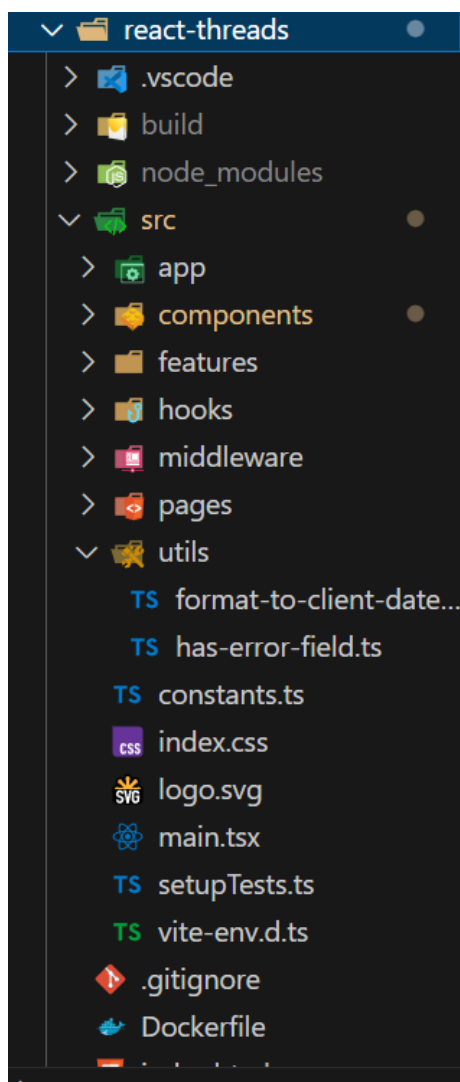 react-threads
.vscode
build
node_modules
src
app
components
features
hooks
middleware
pages
utils
TS format-to-client-date...
TS has-error-field.ts
TS constants.ts
css index.css
SVG logo.svg
main.tsx
TS setupTests.ts
TS vite-env.d.ts
.gitignore
Dockerfile